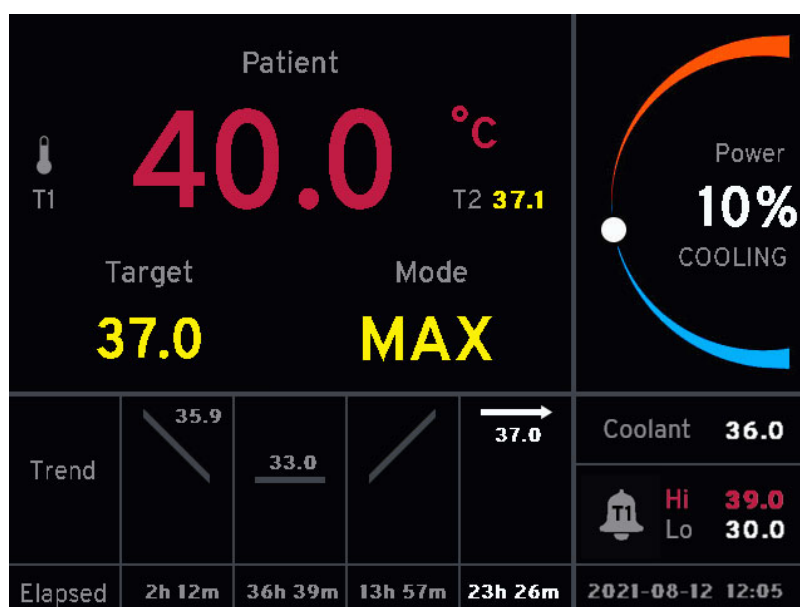 Patient
40.0 °C
T1
T2 37.1
Target
Mode
37.0
MAX
Power
10%
COOLING
Trend
35.9
33.0
37.0
Elapsed
2h 12m
36h 39m
13h 57m
23h 26m
Coolant 36.0
T1
Hi 39.0
Lo 30.0
2021-08-12 12:05